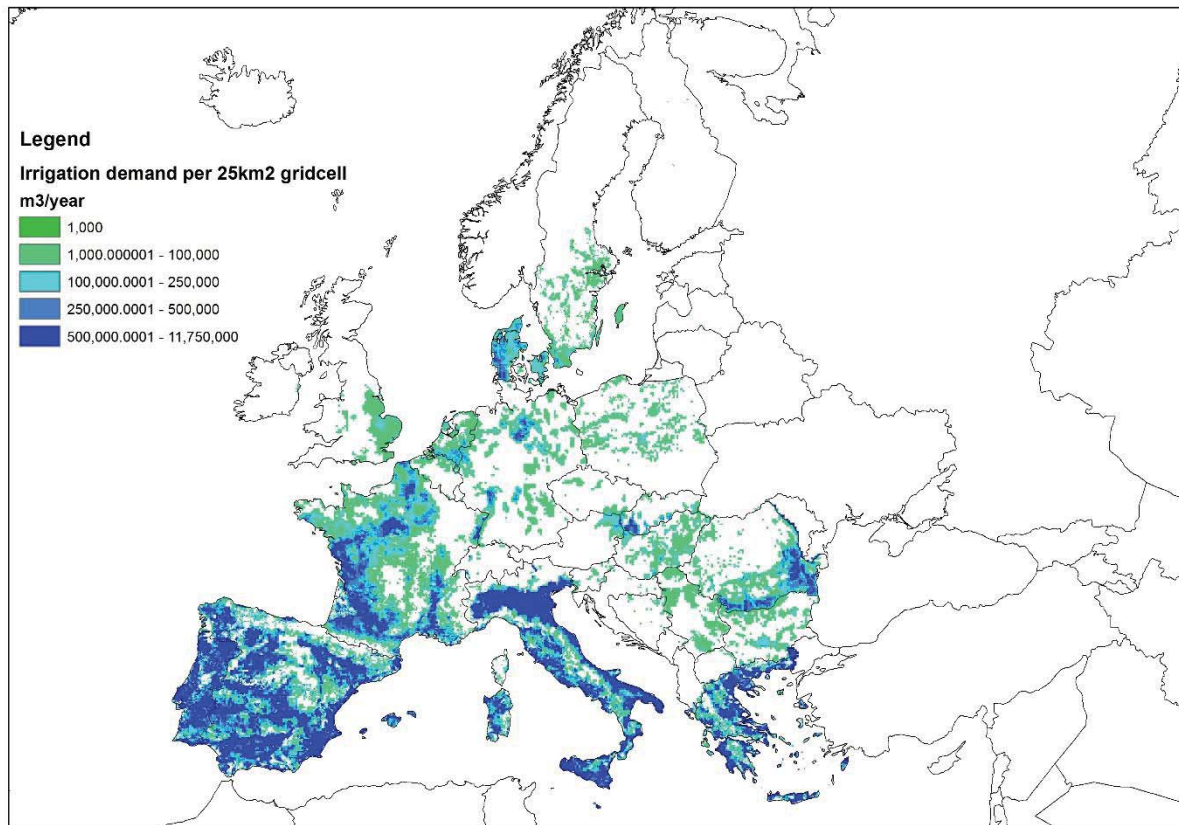 Legend
Irrigation demand per 25km2 gridcell
m3/year
1,000
1,000.000001 - 100,000
100,000.0001 - 250,000
250,000.0001 - 500,000
500,000.0001 - 11,750,000